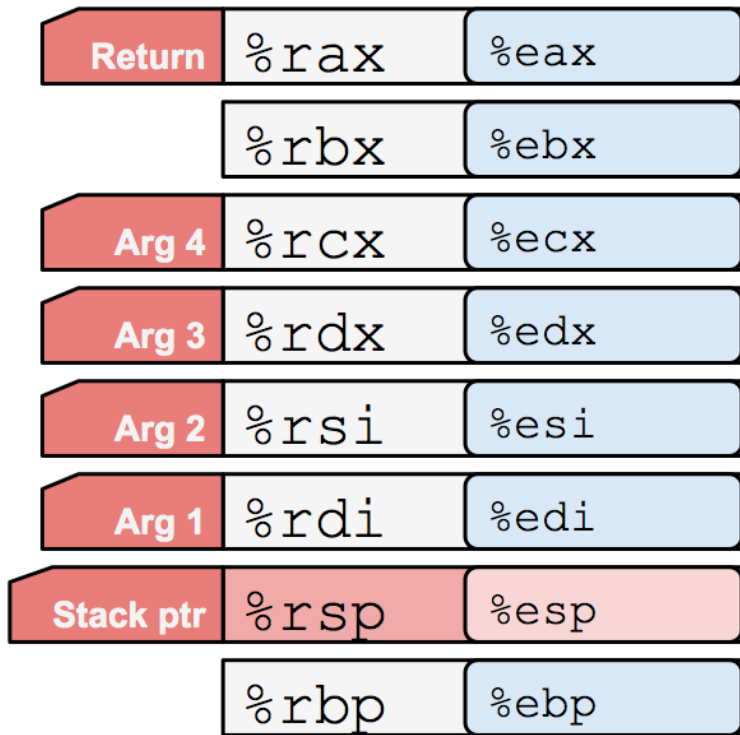 Return %rax %eax
%rbx %ebx
Arg 4 %rcx %ecx
Arg 3 %rdx %edx
Arg 2 %rsi %esi
Arg 1 %rdi %edi
Stack ptr %rsp %esp
%rbp %ebp